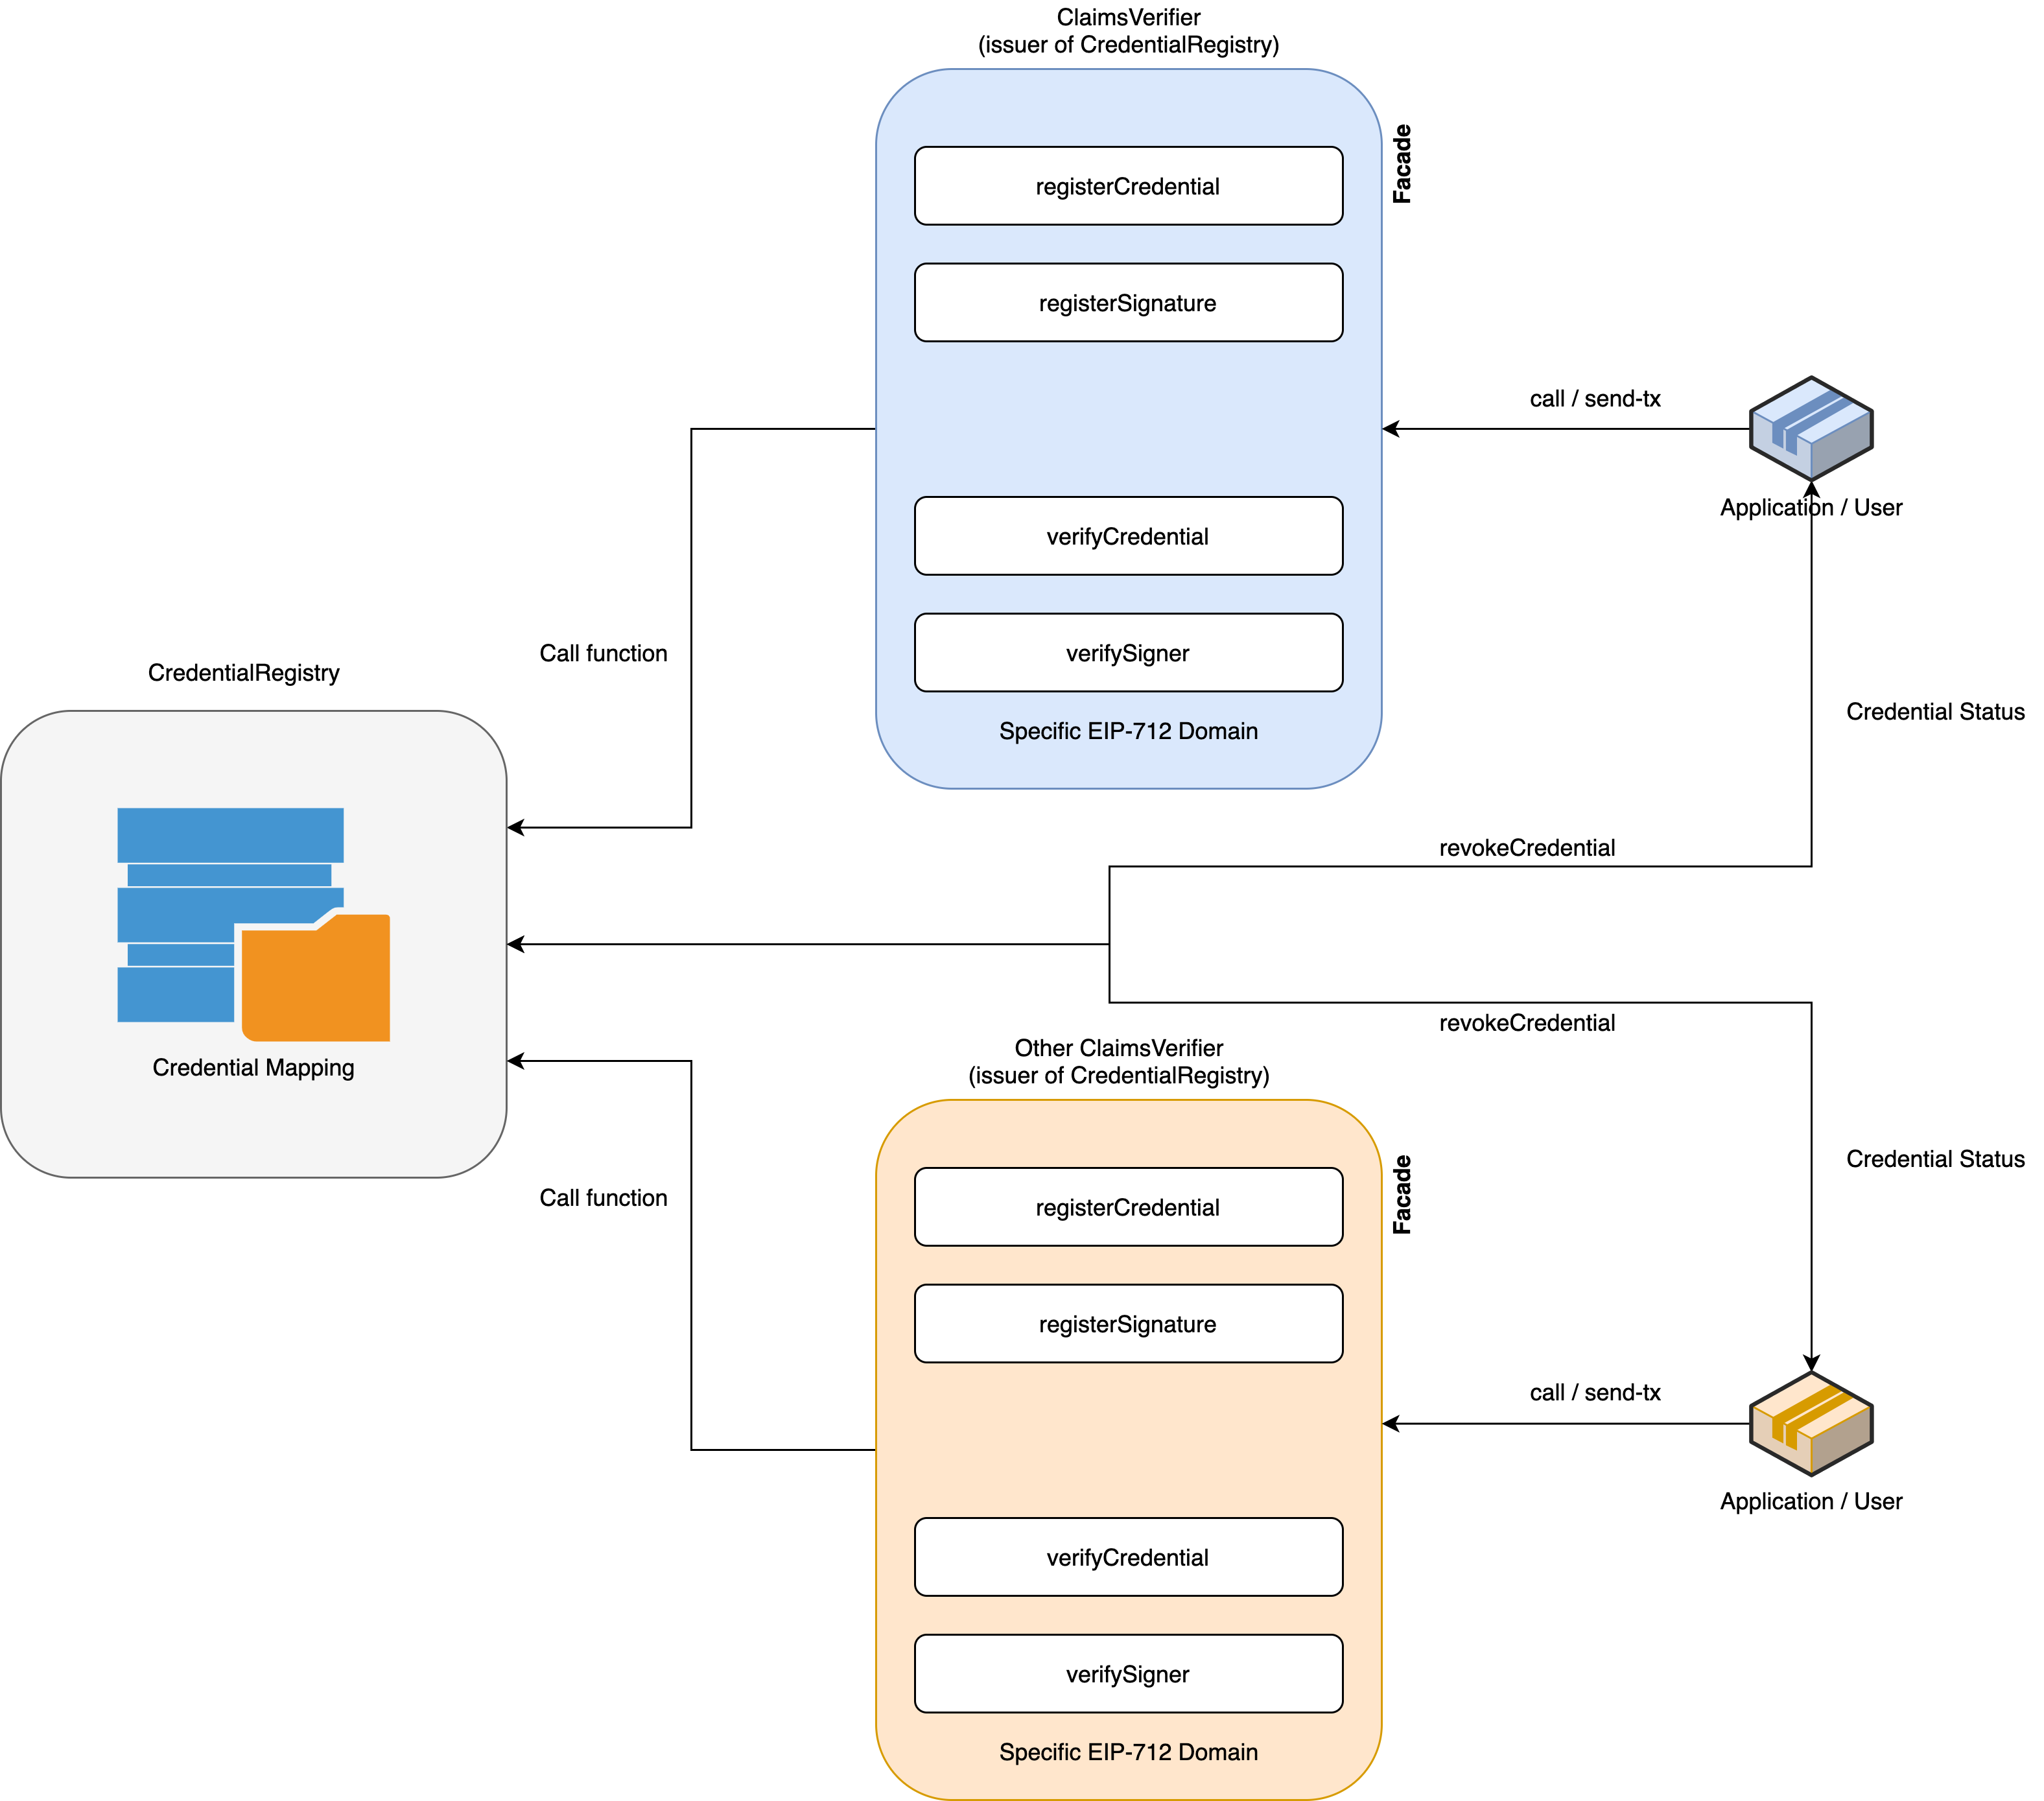 ClaimsVerifier
(issuer of CredentialRegistry)
Facade
registerCredential
registerSignature
call / send-tx
Application / User
verifyCredential
verifySigner
Call function
CredentialRegistry
Credential Status
Specific EIP-712 Domain
revokeCredential
revokeCredential
Other ClaimsVerifier
(issuer of CredentialRegistry)
Credential Mapping
Credential Status
Facade
Call function
registerCredential
registerSignature
call / send-tx
Application / User
verifyCredential
verifySigner
Specific EIP-712 Domain